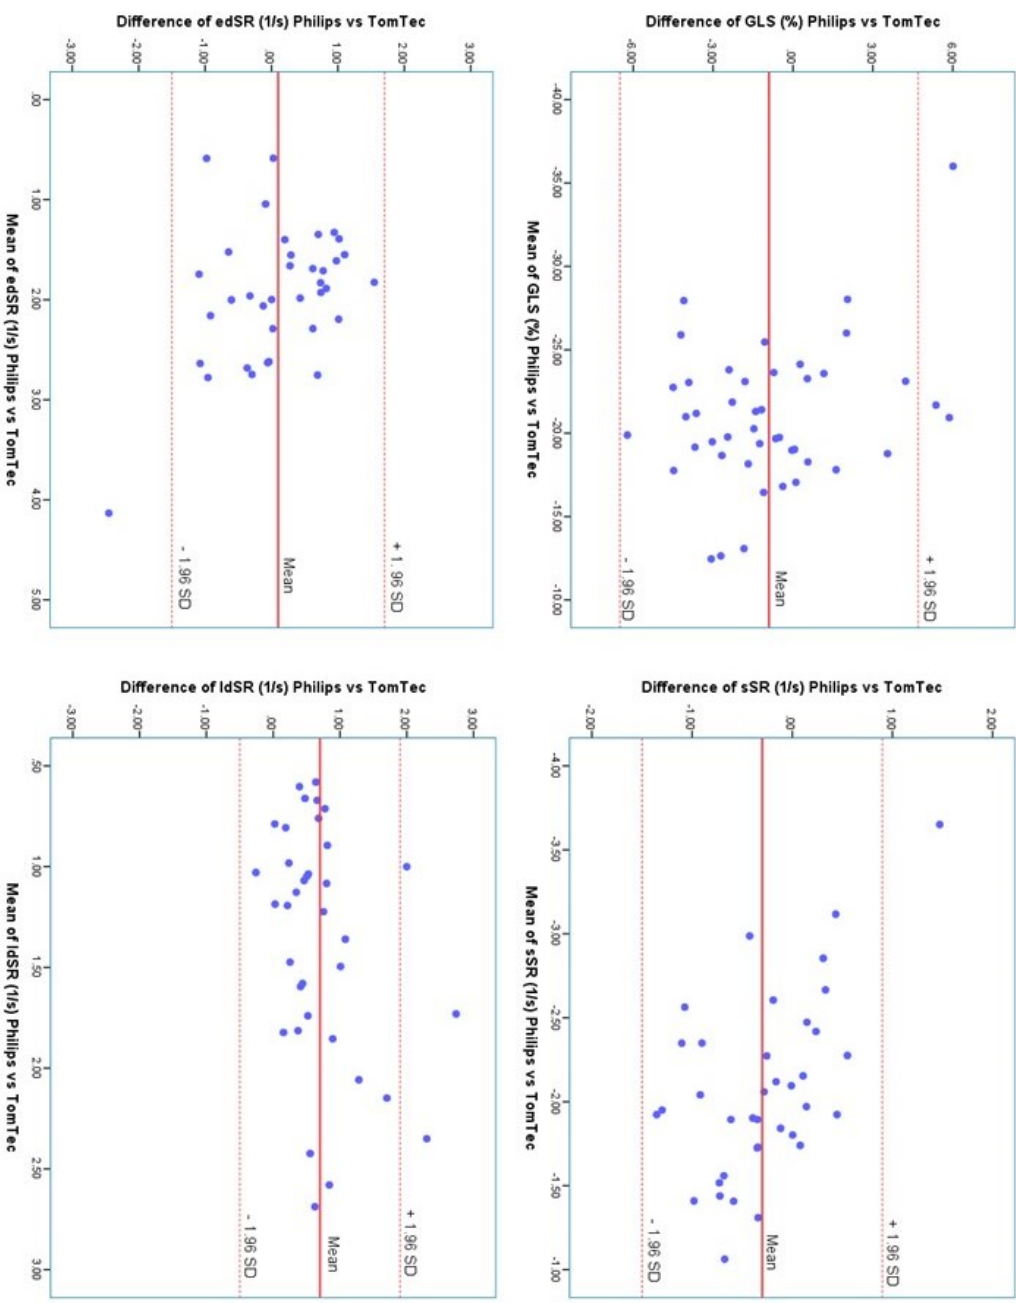 Difference of GLS (%) Philips vs TomTec
6.00
3.00
.00
-3.00
-6.00
+ 1.96 SD
Mean
- 1.96 SD
-40.00 -35.00 -30.00 -25.00 -20.00 -15.00 -10.00
Mean of GLS (%) Philips vs TomTec
Difference of sSR (1/s) Philips vs TomTec
2.00
1.00
.00
-1.00
-2.00
+ 1.96 SD
Mean
- 1.96 SD
-4.00 -3.50 -3.00 -2.50 -2.00 -1.50 -1.00
Mean of sSR (1/s) Philips vs TomTec
Difference of edSR (1/s) Philips vs TomTec
3.00
2.00
1.00
.00
-1.00
-2.00
-3.00
+ 1.96 SD
Mean
- 1.96 SD
.00 1.00 2.00 3.00 4.00 5.00
Mean of edSR (1/s) Philips vs TomTec
Difference of ldSR (1/s) Philips vs TomTec
3.00
2.00
1.00
.00
-1.00
-2.00
-3.00
+ 1.96 SD
Mean
- 1.96 SD
.50 1.00 1.50 2.00 2.50 3.00
Mean of ldSR (1/s) Philips vs TomTec